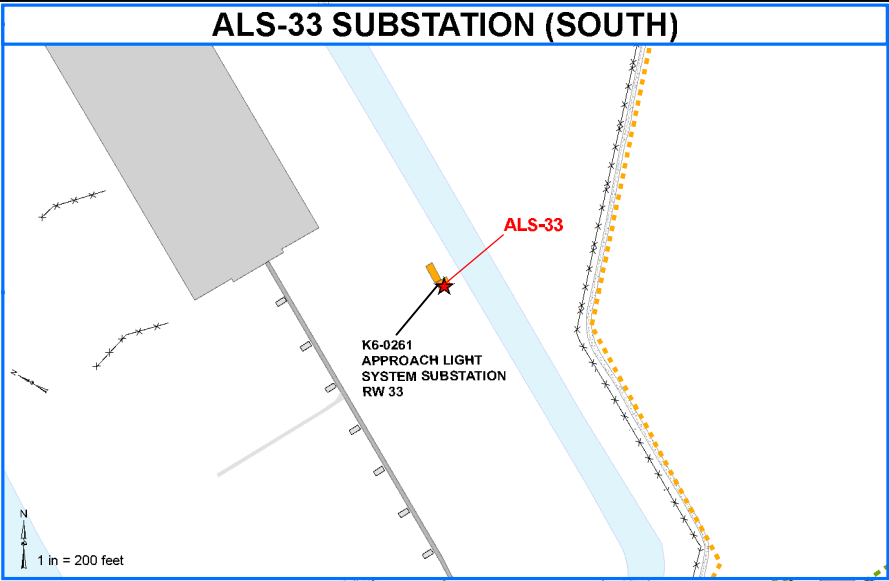 ALS-33 SUBSTATION (SOUTH)
ALS-33
K6-0261
APPROACH LIGHT
SYSTEM SUBSTATION
RW 33
N
N
1 in = 200 feet